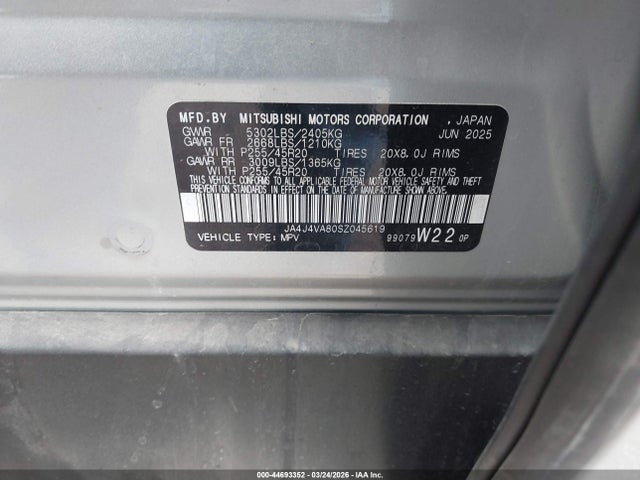 MFD.BY MITSUBISHI MOTORS CORPORATION , JAPAN
GVWR 5302LBS/2405KG JUN 2025
GAWR FR 2668LBS/1210KG
WITH P255/45R20 TIRES 20X8.0J RIMS
GAWR RR 3009LBS/1365KG
WITH P255/45R20 TIRES 20X8.0J RIMS
THIS VEHICLE CONFORMS TO ALL APPLICABLE FEDERAL MOTOR VEHICLE SAFETY, BUMPER, AND THEFT
PREVENTION STANDARDS IN EFFECT ON THE DATE OF MANUFACTURE SHOWN ABOVE.
JA4J4VA80SZ045619
VEHICLE TYPE: MPV 99079 W22 0P
000-44693352 | 03/24/2026 | IAA Inc.